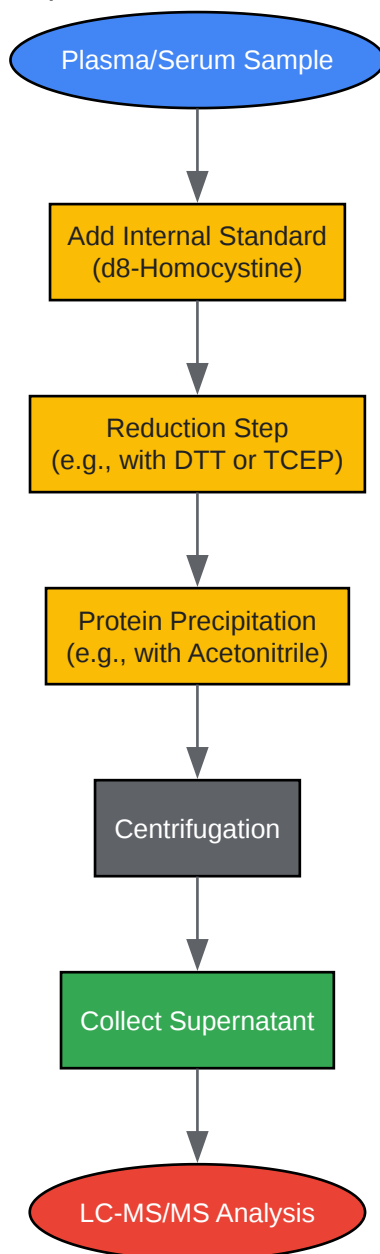 Plasma/Serum Sample
Add Internal Standard
(d8-Homocystine)
Reduction Step
(e.g., with DTT or TCEP)
Protein Precipitation
(e.g., with Acetonitrile)
Centrifugation
Collect Supernatant
LC-MS/MS Analysis